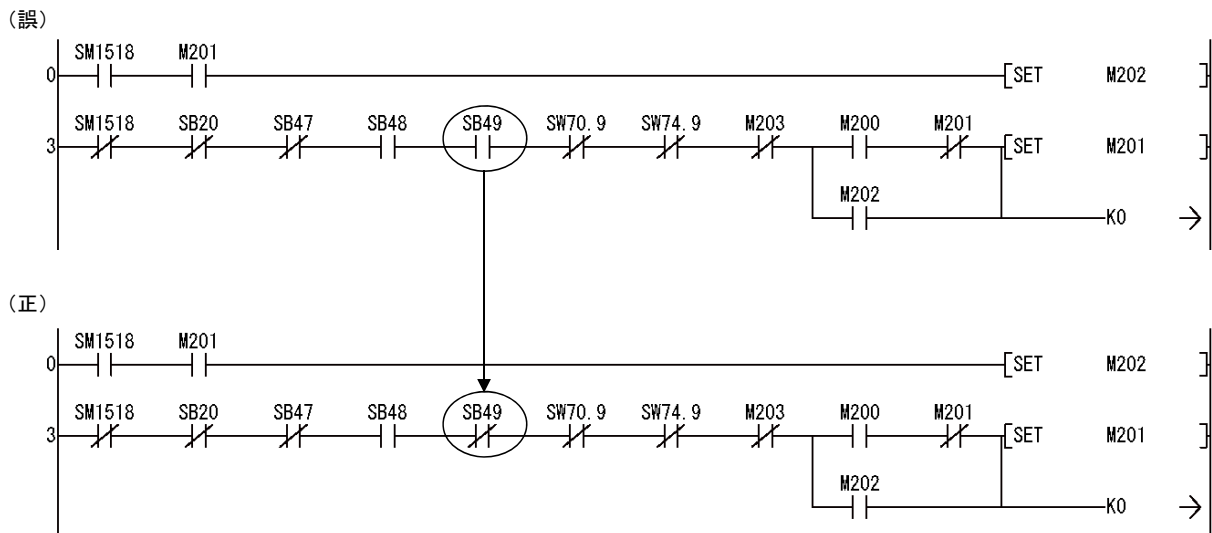 (誤)
SM1518 M201
0 [SET M202 ]
SM1518 SB20 SB47 SB48 SB49 SW70.9 SW74.9 M203 M200 M201
3 [SET M201 ]
M202
K0
(正)
SM1518 M201
0 [SET M202 ]
SM1518 SB20 SB47 SB48 SB49 SW70.9 SW74.9 M203 M200 M201
3 [SET M201 ]
M202
K0